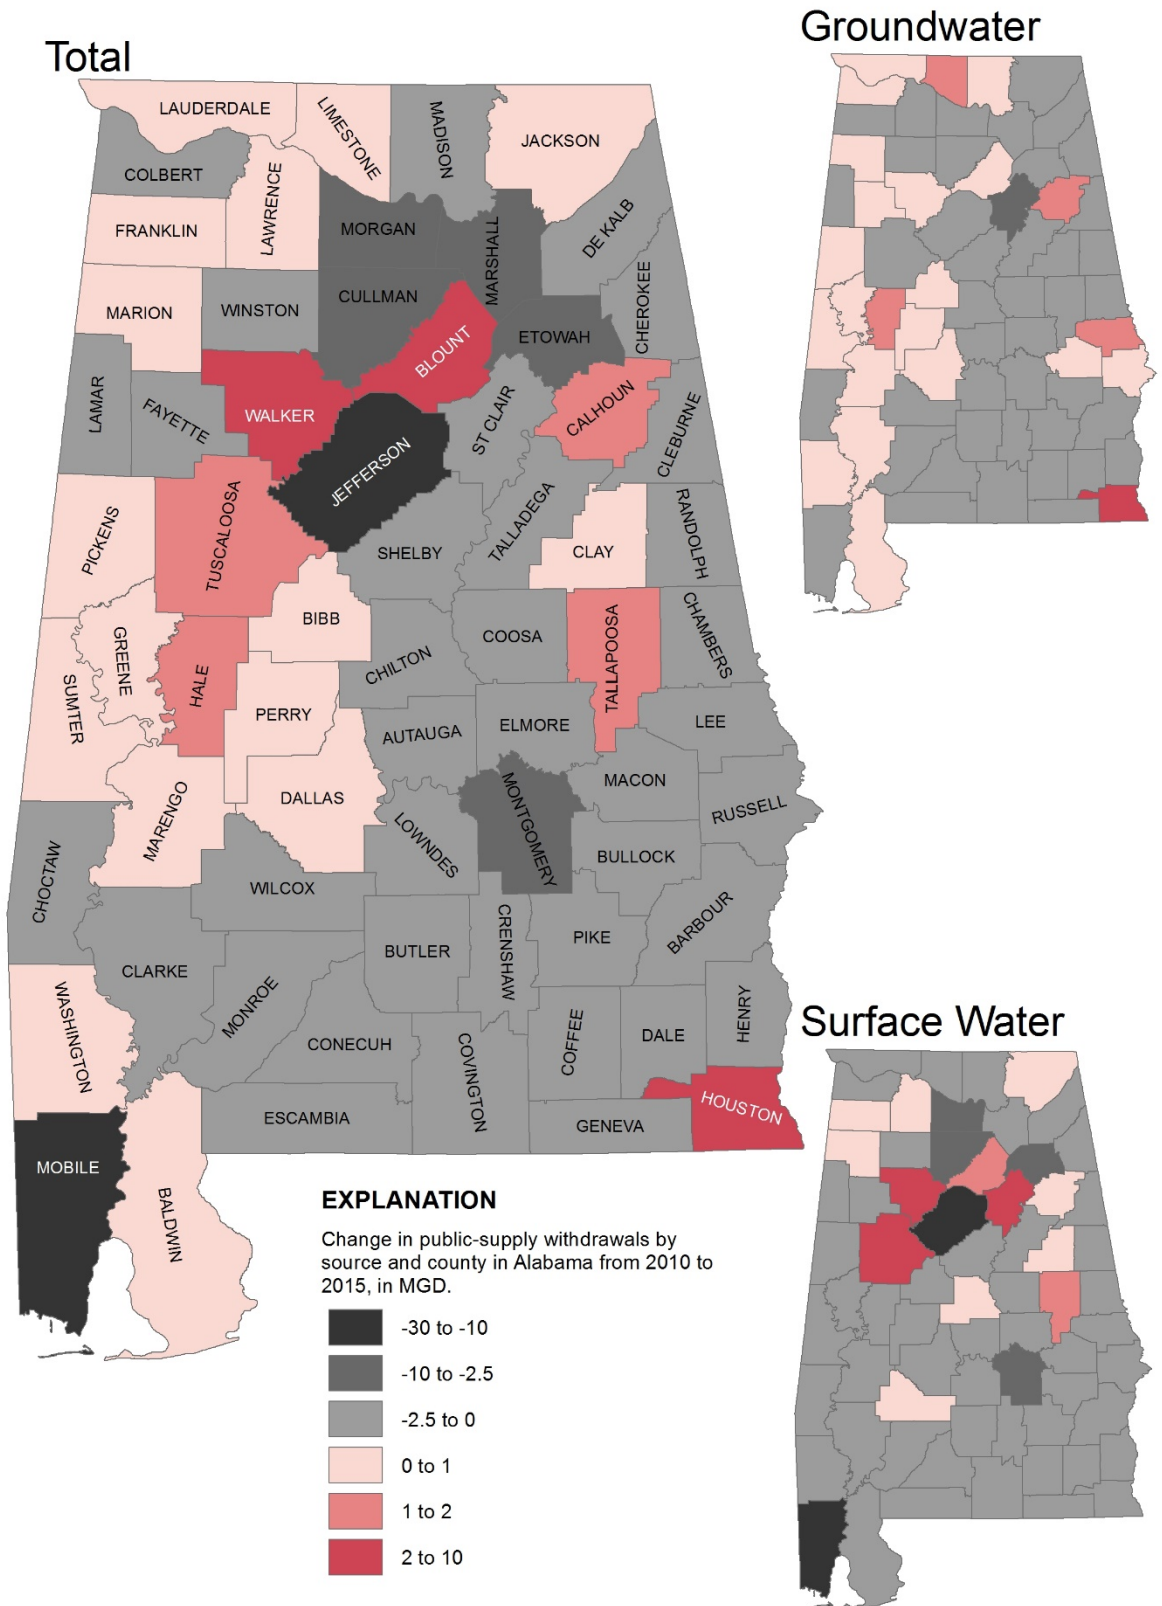 Total
Groundwater
LAUDERDALE
LIMESTONE
MADISON
JACKSON
COLBERT
LAWRENCE
FRANKLIN
MORGAN
MARSHALL
DE KALB
MARION
WINSTON
CULLMAN
CHEROKEE
BLOUNT
ETOWAH
LAMAR
FAYETTE
WALKER
ST CLAIR
CALHOUN
CLEBURNE
JEFFERSON
PICKENS
TUSCALOOSA
SHELBY
TALLADEGA
CLAY
RANDOLPH
GREENE
BIBB
COOSA
TALLAPOOSA
CHAMBERS
SUMTER
HALE
CHILTON
PERRY
AUTAUGA
ELMORE
LEE
MARENGO
DALLAS
LOWNDES
MONTGOMERY
MACON
RUSSELL
CHOCTAW
WILCOX
BULLOCK
CLARKE
BUTLER
CRENSHAW
PIKE
BARBOUR
WASHINGTON
MONROE
CONECUH
COVINGTON
COFFEE
DALE
HENRY
Surface Water
ESCAMBIA
GENEVA
HOUSTON
MOBILE
BALDWIN
EXPLANATION
Change in public-supply withdrawals by
source and county in Alabama from 2010 to
2015, in MGD.
-30 to -10
-10 to -2.5
-2.5 to 0
0 to 1
1 to 2
2 to 10